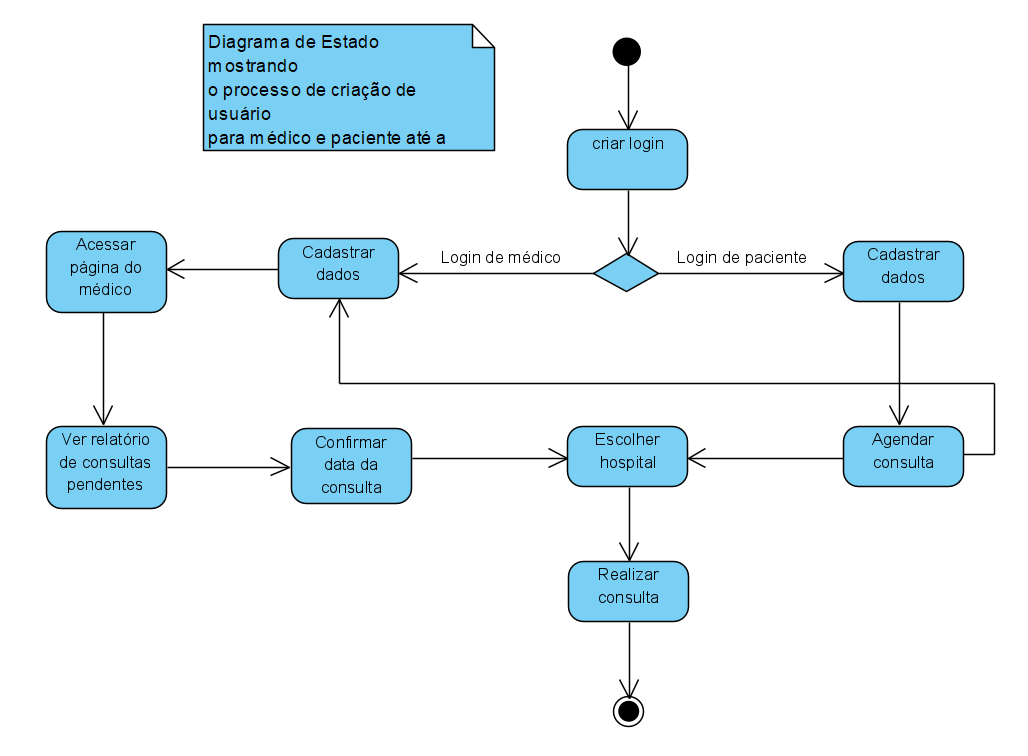 Diagrama de Estado
mostrando
o processo de criação de
usuário
para médico e paciente até a
criar login
Login de médico
Login de paciente
Acessar
página do
médico
Cadastrar
dados
Cadastrar
dados
Ver relatório
de consultas
pendentes
Confirmar
data da
consulta
Escolher
hospital
Agendar
consulta
Realizar
consulta